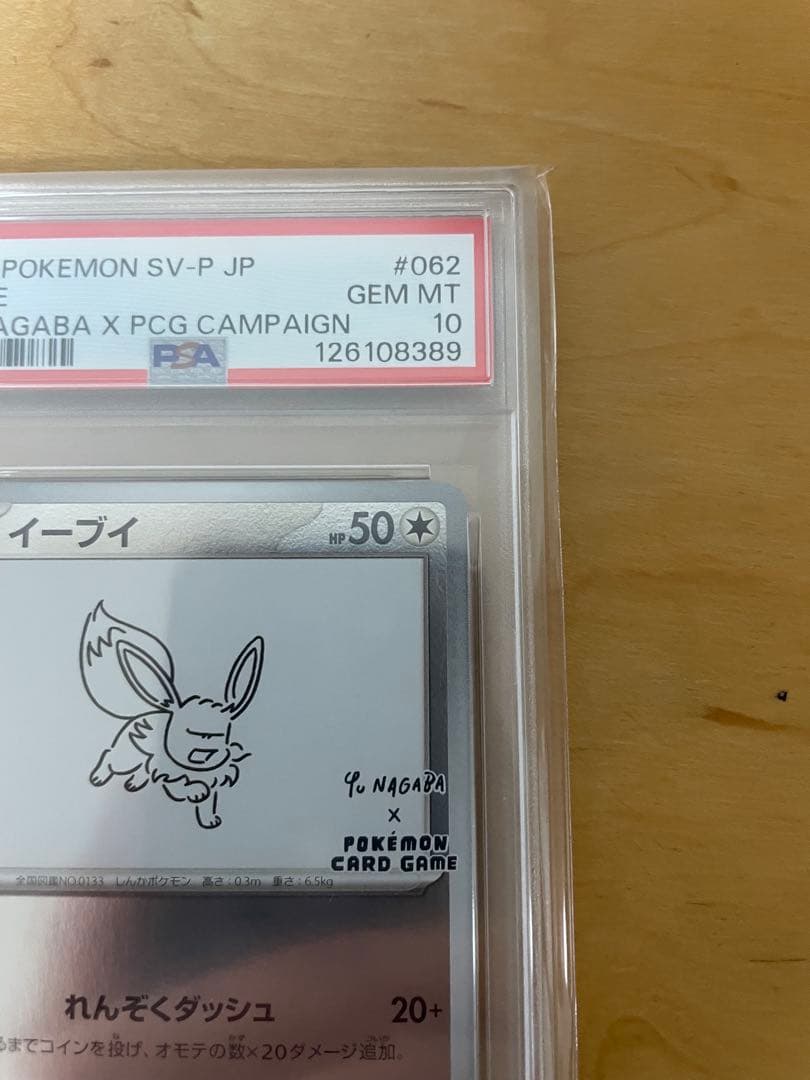 POKEMON SV-P JP #062
E GEM MT
AGABA X PCG CAMPAIGN 10
PSA 126108389
イーブイ HP 50
Yu NAGABA
X
POKÉMON
CARD GAME
全国図鑑NO.0133 しんかポケモン 高さ:0.3m 重さ:6.5kg
れんぞくダッシュ 20+
るまでコインを投げ、オモテの数×20ダメージ追加。